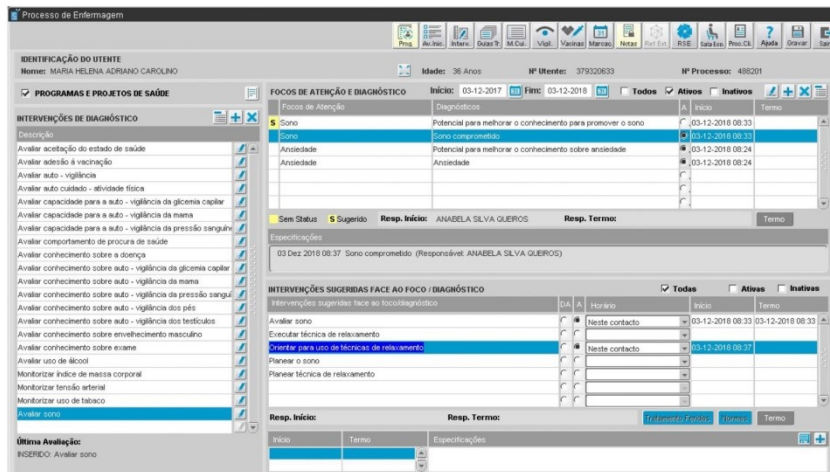 Processo de Enfermagem
Prog. Av.Inic. Interv. Guias Tr. M.Cui. Vigil. Vacinas Marcac. Notas Ref. Ext. RSE Sala Esp. Proc.Clí. Ajuda Gravar Sair
IDENTIFICAÇÃO DO UTENTE
Nome: MARIA HELENA ADRIANO CAROLINO Idade: 36 Anos Nº Utente: 379320633 Nº Processo: 488201
PROGRAMAS E PROJETOS DE SAÚDE
INTERVENÇÕES DE DIAGNÓSTICO
Descrição
Avaliar aceitação do estado de saúde
Avaliar adesão à vacinação
Avaliar auto - vigilância
Avaliar auto cuidado - atividade física
Avaliar capacidade para a auto - vigilância da glicemia capilar
Avaliar capacidade para a auto - vigilância da mama
Avaliar capacidade para a auto - vigilância da pressão sanguíne
Avaliar comportamento de procura de saúde
Avaliar conhecimento sobre a doença
Avaliar conhecimento sobre auto - vigilância da glicemia capilar
Avaliar conhecimento sobre auto - vigilância da mama
Avaliar conhecimento sobre auto - vigilância da pressão sangui
Avaliar conhecimento sobre auto - vigilância dos pés
Avaliar conhecimento sobre auto - vigilância dos testículos
Avaliar conhecimento sobre envelhecimento masculino
Avaliar conhecimento sobre exame
Avaliar uso de álcool
Monitorizar índice de massa corporal
Monitorizar tensão arterial
Monitorizar uso de tabaco
Avaliar sono
Última Avaliação:
INSERIDO: Avaliar sono
FOCOS DE ATENÇÃO E DIAGNÓSTICO Início: 03-12-2017 Fim: 03-12-2018 Todos Ativos Inativos
Focos de Atenção Diagnósticos A Início Termo
S Sono Potencial para melhorar o conhecimento para promover o sono 03-12-2018 08:33
Sono Sono comprometido 03-12-2018 08:33
Ansiedade Potencial para melhorar o conhecimento sobre ansiedade 03-12-2018 08:24
Ansiedade Ansiedade 03-12-2018 08:24
Sem Status S Sugerido Resp. Início: ANABELA SILVA QUEIROS Resp. Termo: Termo
Especificações
03 Dez 2018 08:37 Sono comprometido (Responsável: ANABELA SILVA QUEIROS)
INTERVENÇÕES SUGERIDAS FACE AO FOCO / DIAGNÓSTICO Todas Ativas Inativas
Intervenções sugeridas face ao foco/diagnóstico DA A Horário Início Termo
Avaliar sono Neste contacto 03-12-2018 08:33 03-12-2018 08:33
Executar técnica de relaxamento
Orientar para uso de técnicas de relaxamento Neste contacto 03-12-2018 08:37
Planear o sono
Planear técnica de relaxamento
Resp. Início: Resp. Termo: Tratamento Feridas Normas Termo
Início Termo Especificações